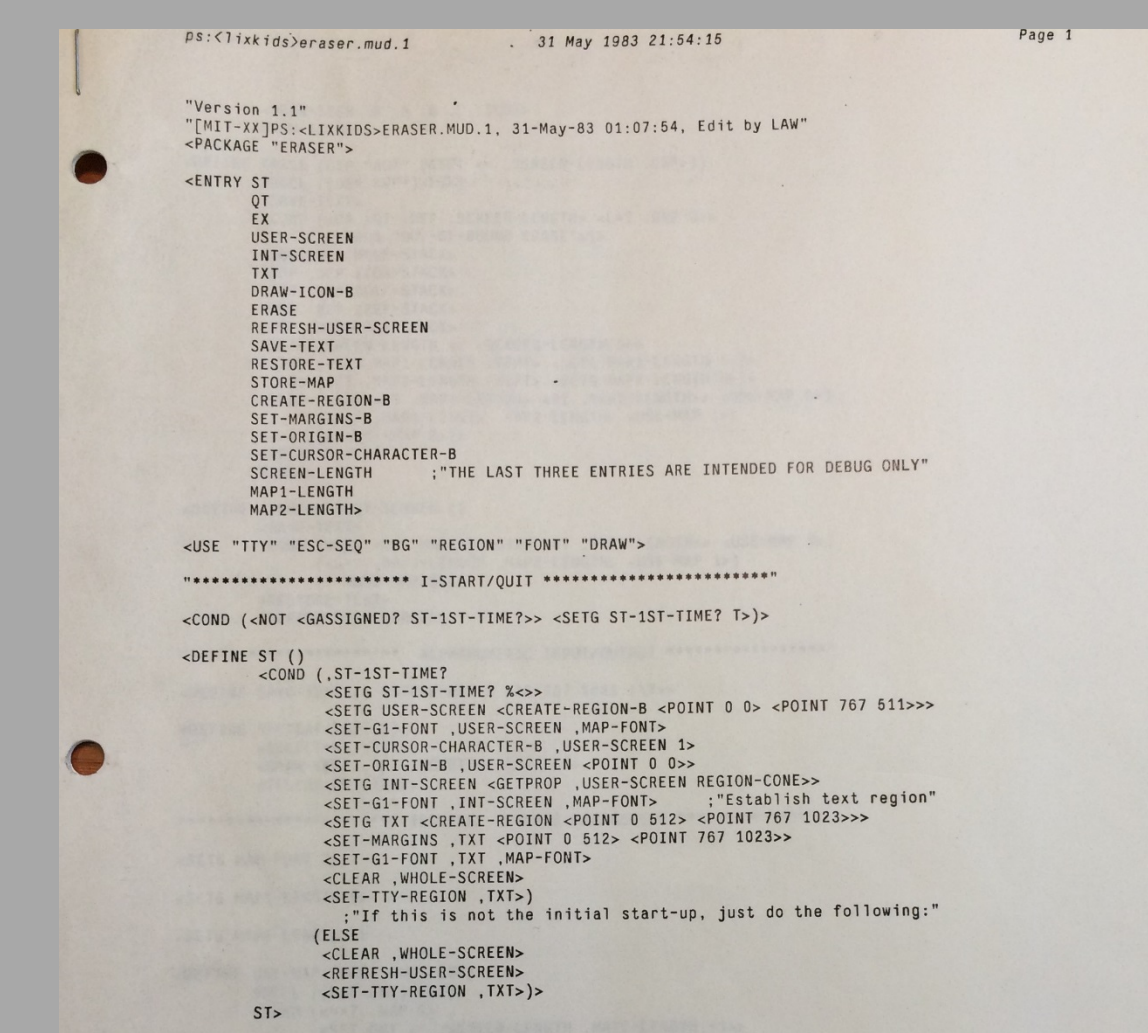 ps:<lixkids>eraser.mud.1 31 May 1983 21:54:15 Page 1
"Version 1.1"
"[MIT-XX]PS:<LIXKIDS>ERASER.MUD.1, 31-May-83 01:07:54, Edit by LAW"
<PACKAGE "ERASER">
<ENTRY ST
QT
EX
USER-SCREEN
INT-SCREEN
TXT
DRAW-ICON-B
ERASE
REFRESH-USER-SCREEN
SAVE-TEXT
RESTORE-TEXT
STORE-MAP
CREATE-REGION-B
SET-MARGINS-B
SET-ORIGIN-B
SET-CURSOR-CHARACTER-B
SCREEN-LENGTH ;"THE LAST THREE ENTRIES ARE INTENDED FOR DEBUG ONLY"
MAP1-LENGTH
MAP2-LENGTH>
<USE "TTY" "ESC-SEQ" "BG" "REGION" "FONT" "DRAW">
"*********************** I-START/QUIT ************************"
<COND (<NOT <GASSIGNED? ST-1ST-TIME?>> <SETG ST-1ST-TIME? T>)>
<DEFINE ST ()
<COND (,ST-1ST-TIME?
<SETG ST-1ST-TIME? %<>>
<SETG USER-SCREEN <CREATE-REGION-B <POINT 0 0> <POINT 767 511>>>
<SET-G1-FONT ,USER-SCREEN ,MAP-FONT>
<SET-CURSOR-CHARACTER-B ,USER-SCREEN 1>
<SET-ORIGIN-B ,USER-SCREEN <POINT 0 0>>
<SETG INT-SCREEN <GETPROP ,USER-SCREEN REGION-CONE>>
<SET-G1-FONT ,INT-SCREEN ,MAP-FONT> ;"Establish text region"
<SETG TXT <CREATE-REGION <POINT 0 512> <POINT 767 1023>>>
<SET-MARGINS ,TXT <POINT 0 512> <POINT 767 1023>>
<SET-G1-FONT ,TXT ,MAP-FONT>
<CLEAR ,WHOLE-SCREEN>
<SET-TTY-REGION ,TXT>)
;"If this is not the initial start-up, just do the following:"
(ELSE
<CLEAR ,WHOLE-SCREEN>
<REFRESH-USER-SCREEN>
<SET-TTY-REGION ,TXT>)>
ST>